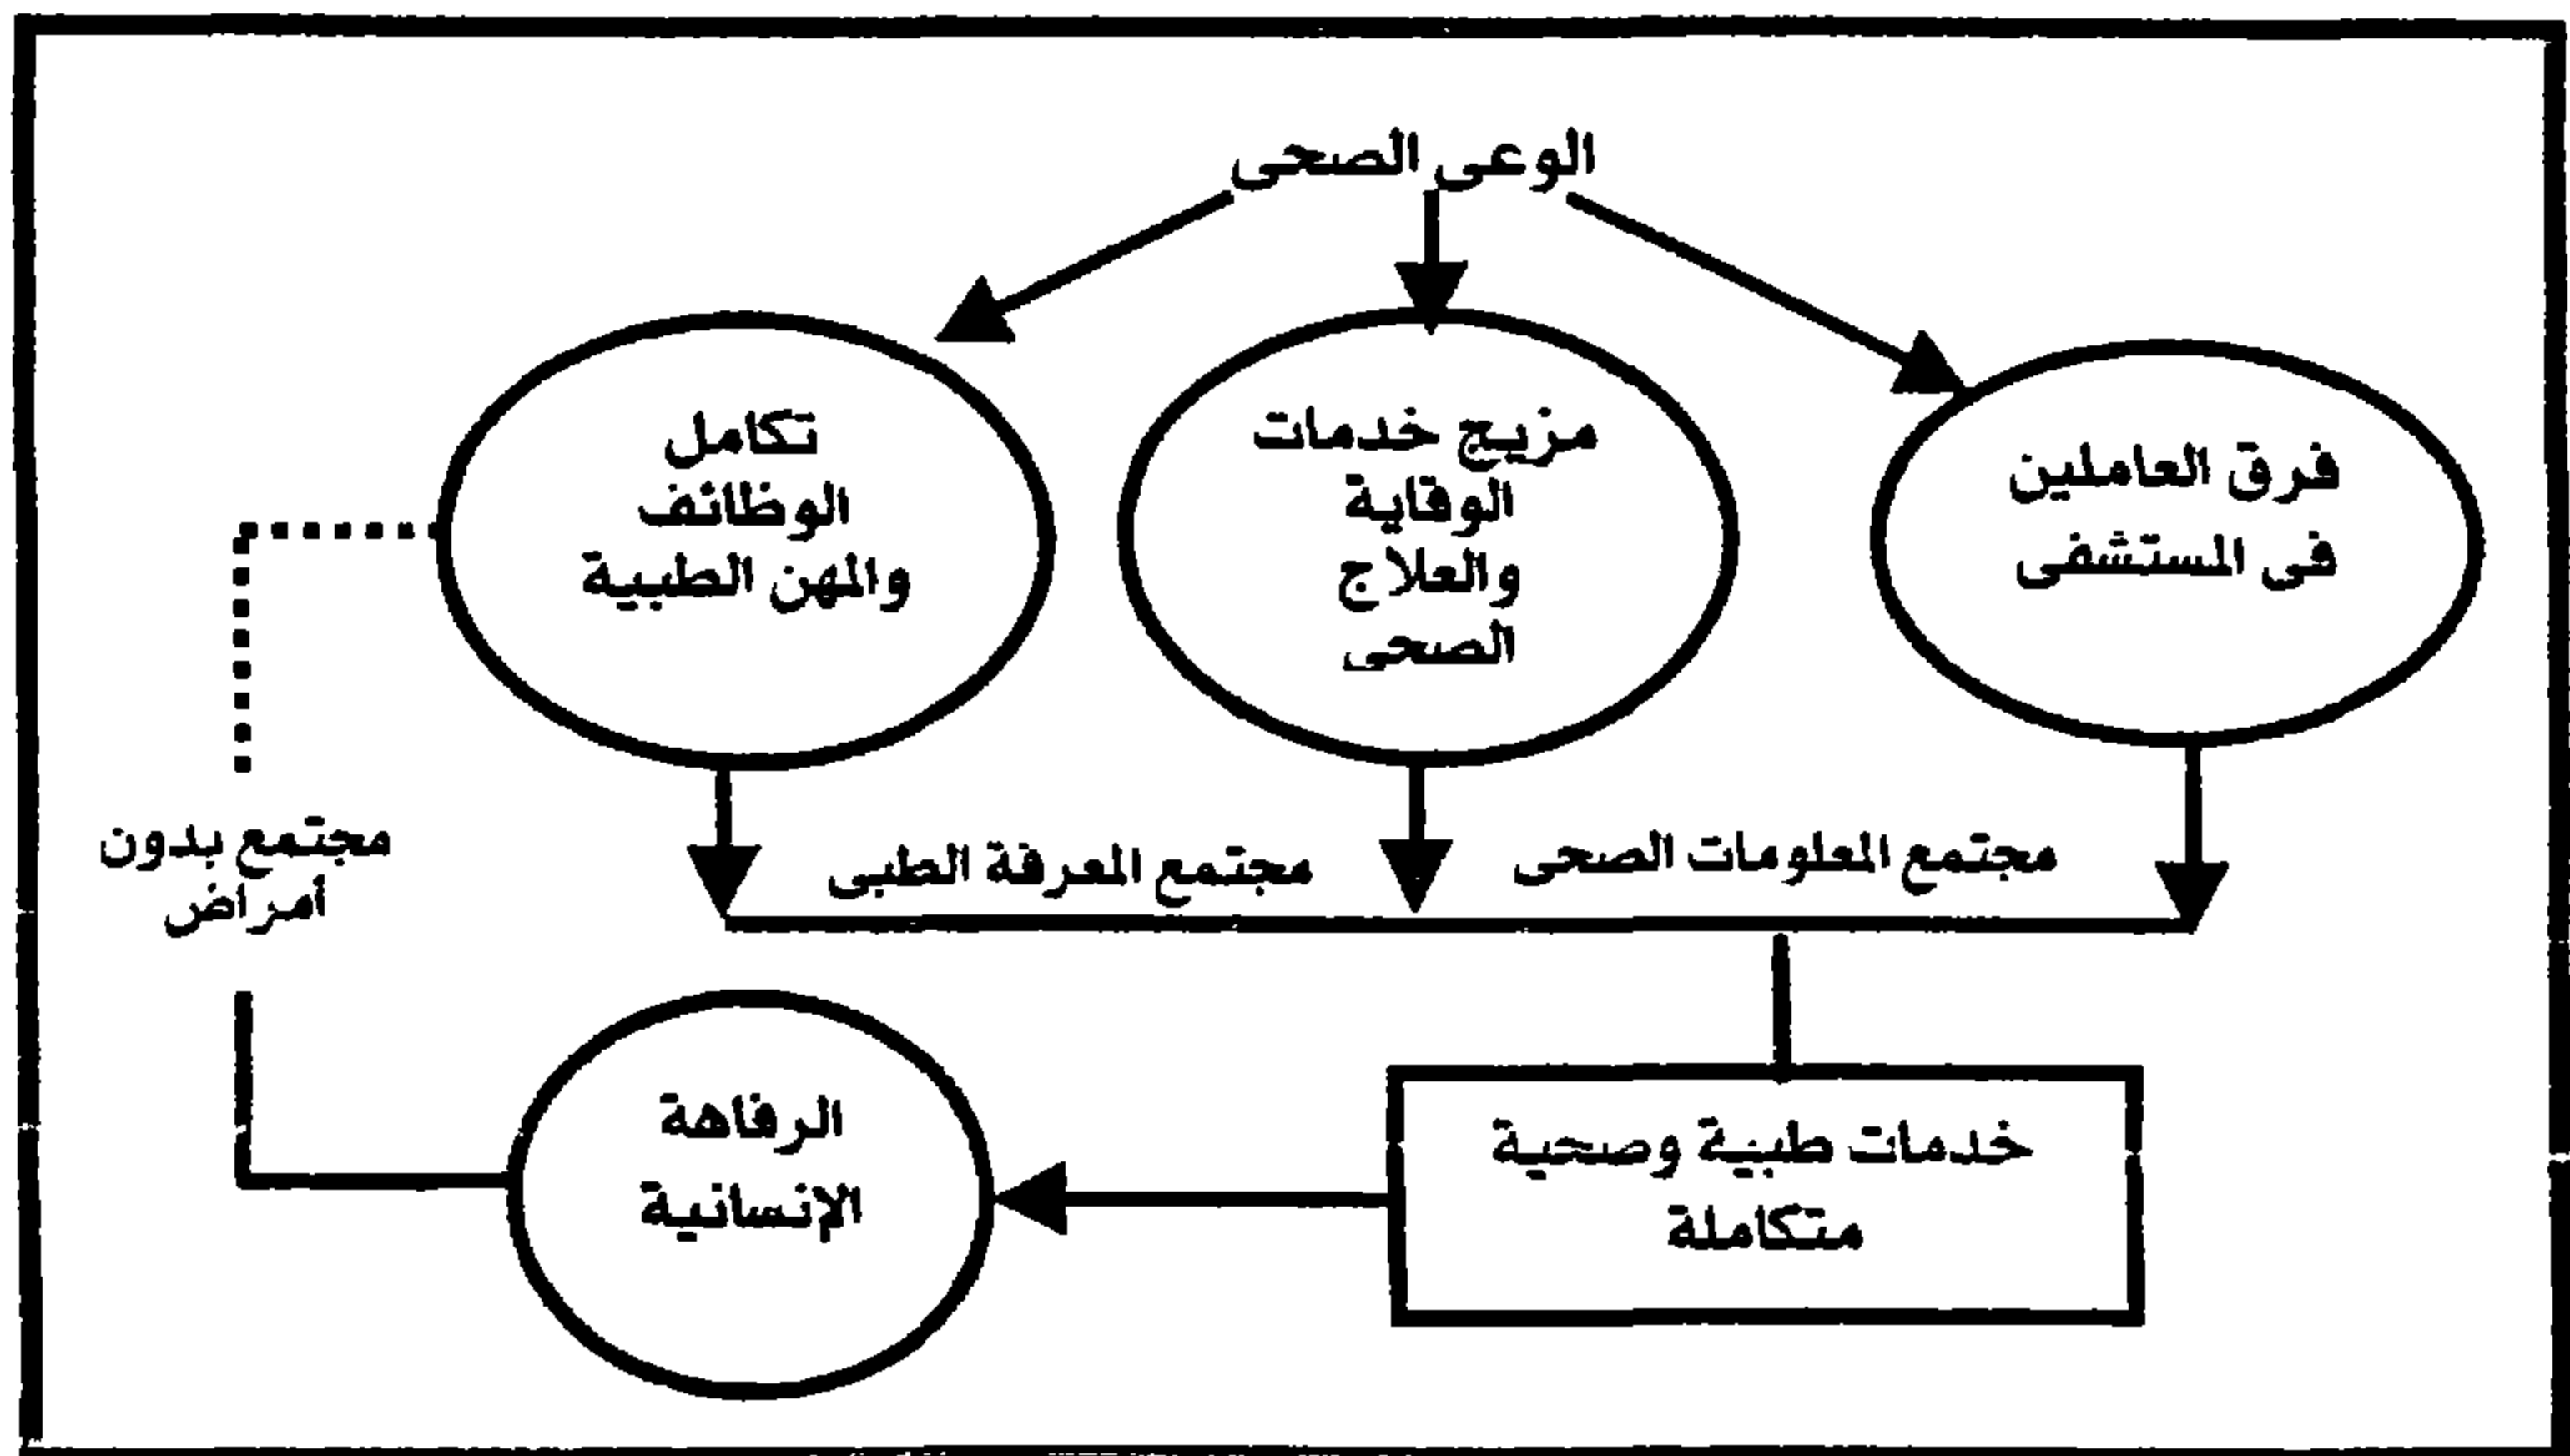 الوعى الصحى
فرق العاملين
فى المستشفى
مزيج خدمات
الوقاية
والعلاج
الصحى
تكامل
الوظائف
والمهن الطبية
مجتمع المعلومات الصحى
مجتمع المعرفة الطبى
مجتمع بدون
أمراض
خدمات طبية وصحية
متكاملة
الرفاهة
الإنسانية